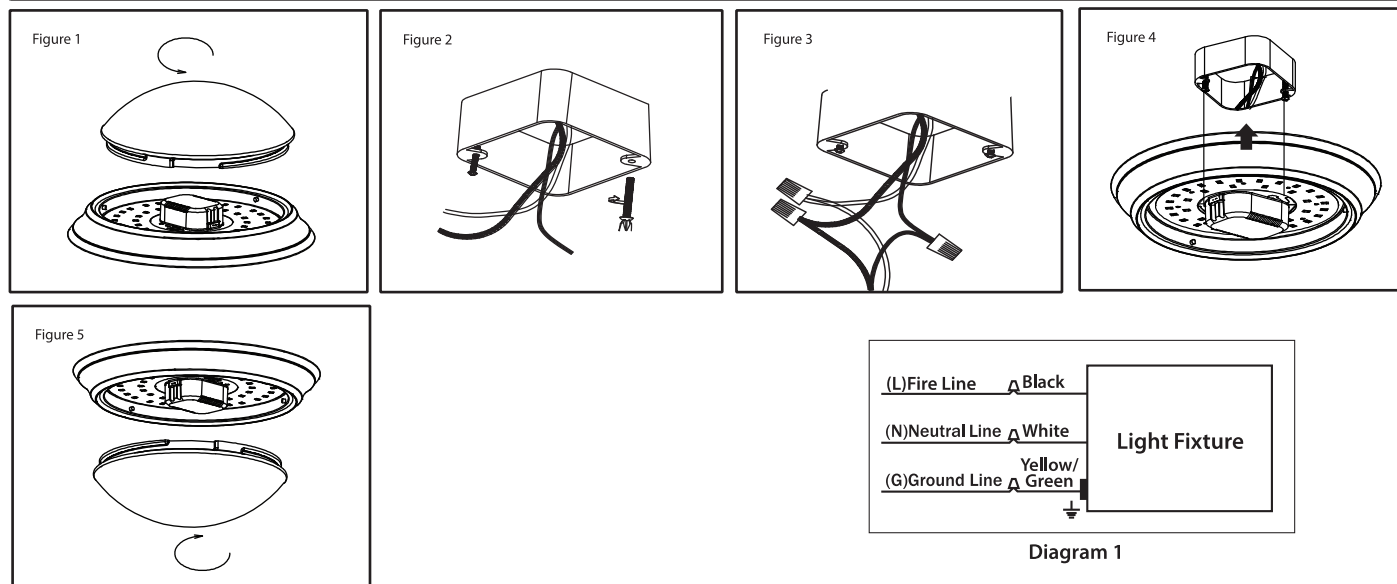 Figure 1
Figure 2
Figure 3
Figure 4
Figure 5
(L)Fire Line Black
(N)Neutral Line White
(G)Ground Line Yellow/
Green
Light Fixture
Diagram 1